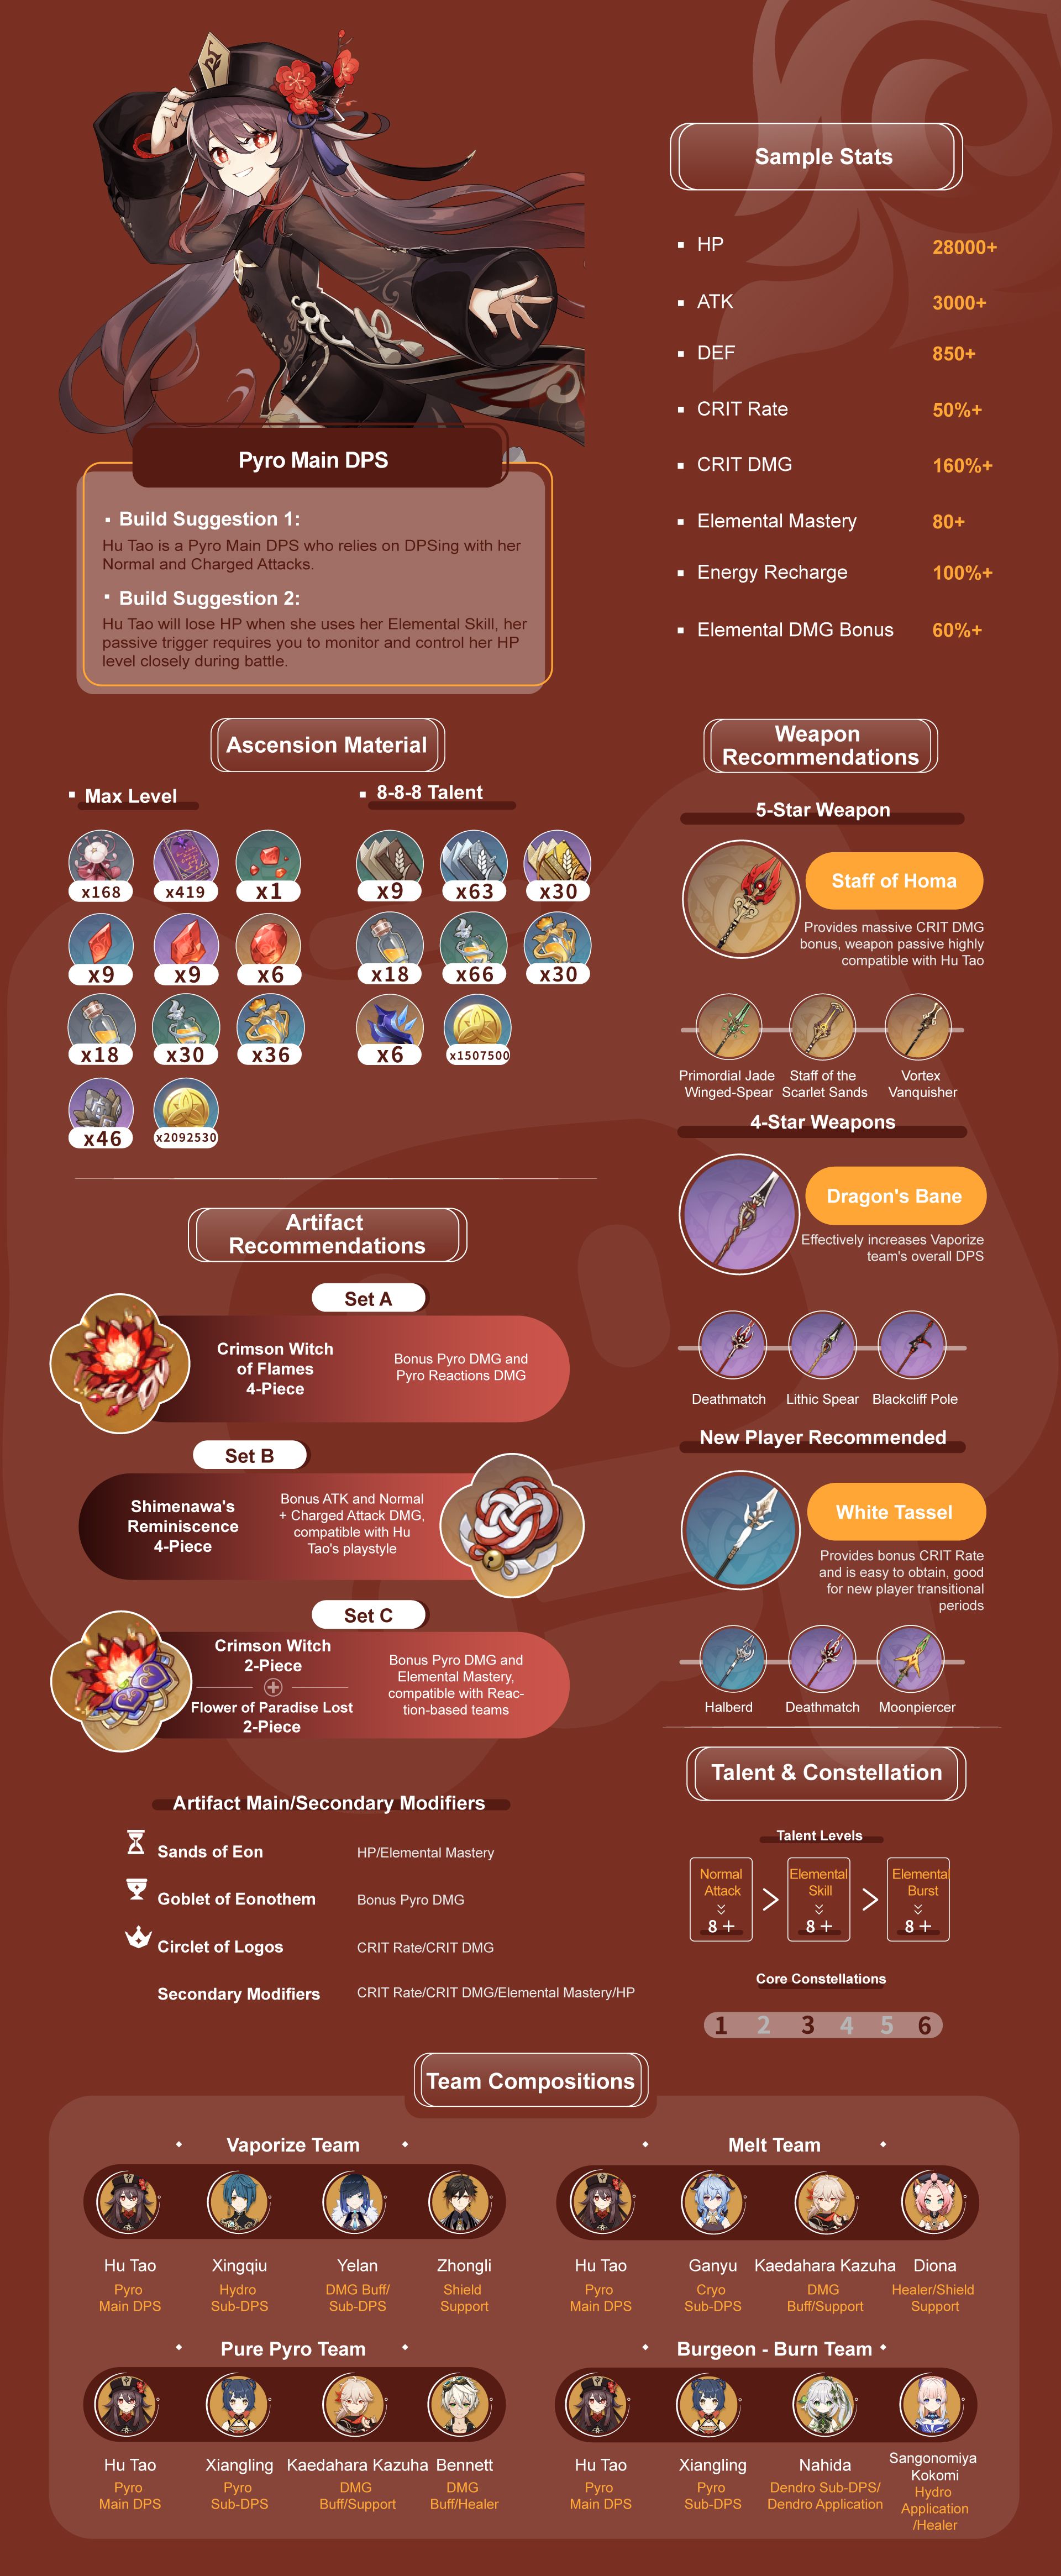 Sample Stats
HP 28000+
ATK 3000+
DEF 850+
CRIT Rate 50%+
CRIT DMG 160%+
Elemental Mastery 80+
Energy Recharge 100%+
Elemental DMG Bonus 60%+
Pyro Main DPS
Build Suggestion 1:
Hu Tao is a Pyro Main DPS who relies on DPSing with her
Normal and Charged Attacks.
Build Suggestion 2:
Hu Tao will lose HP when she uses her Elemental Skill, her
passive trigger requires you to monitor and control her HP
level closely during battle.
Ascension Material
Max Level
x168 x419 x1
x9 x9 x6
x18 x30 x36
x46 x2092530
8-8-8 Talent
x9 x63 x30
x18 x66 x30
x6 x1507500
Weapon
Recommendations
5-Star Weapon
Staff of Homa
Provides massive CRIT DMG
bonus, weapon passive highly
compatible with Hu Tao
Primordial Jade
Winged-Spear
Staff of the
Scarlet Sands
Vortex
Vanquisher
4-Star Weapons
Dragon's Bane
Effectively increases Vaporize
team's overall DPS
Deathmatch Lithic Spear Blackcliff Pole
New Player Recommended
White Tassel
Provides bonus CRIT Rate
and is easy to obtain, good
for new player transitional
periods
Halberd Deathmatch Moonpiercer
Artifact
Recommendations
Set A
Crimson Witch
of Flames
4-Piece
Bonus Pyro DMG and
Pyro Reactions DMG
Set B
Shimenawa's
Reminiscence
4-Piece
Bonus ATK and Normal
+ Charged Attack DMG,
compatible with Hu
Tao's playstyle
Set C
Crimson Witch
2-Piece
Flower of Paradise Lost
2-Piece
Bonus Pyro DMG and
Elemental Mastery,
compatible with Reac-
tion-based teams
Artifact Main/Secondary Modifiers
Sands of Eon HP/Elemental Mastery
Goblet of Eonothem Bonus Pyro DMG
Circlet of Logos CRIT Rate/CRIT DMG
Secondary Modifiers CRIT Rate/CRIT DMG/Elemental Mastery/HP
Talent & Constellation
Talent Levels
Normal
Attack
8 +
>
Elemental
Skill
8 +
>
Elementa
Burst
8 +
Core Constellations
1 2 3 4 5 6
Team Compositions
Vaporize Team
Hu Tao Xingqiu Yelan Zhongli
Pyro
Main DPS
Hydro
Sub-DPS
DMG Buff/
Sub-DPS
Shield
Support
Melt Team
Hu Tao Ganyu Kaedahara Kazuha Diona
Pyro
Main DPS
Cryo
Sub-DPS
DMG
Buff/Support
Healer/Shield
Support
Pure Pyro Team
Hu Tao Xiangling Kaedahara Kazuha Bennett
Pyro
Main DPS
Pyro
Sub-DPS
DMG
Buff/Support
DMG
Buff/Healer
Burgeon - Burn Team
Hu Tao Xiangling Nahida
Sangonomiya
Kokomi
Pyro
Main DPS
Pyro
Sub-DPS
Dendro Sub-DPS/
Dendro Application
Hydro
Application
/Healer